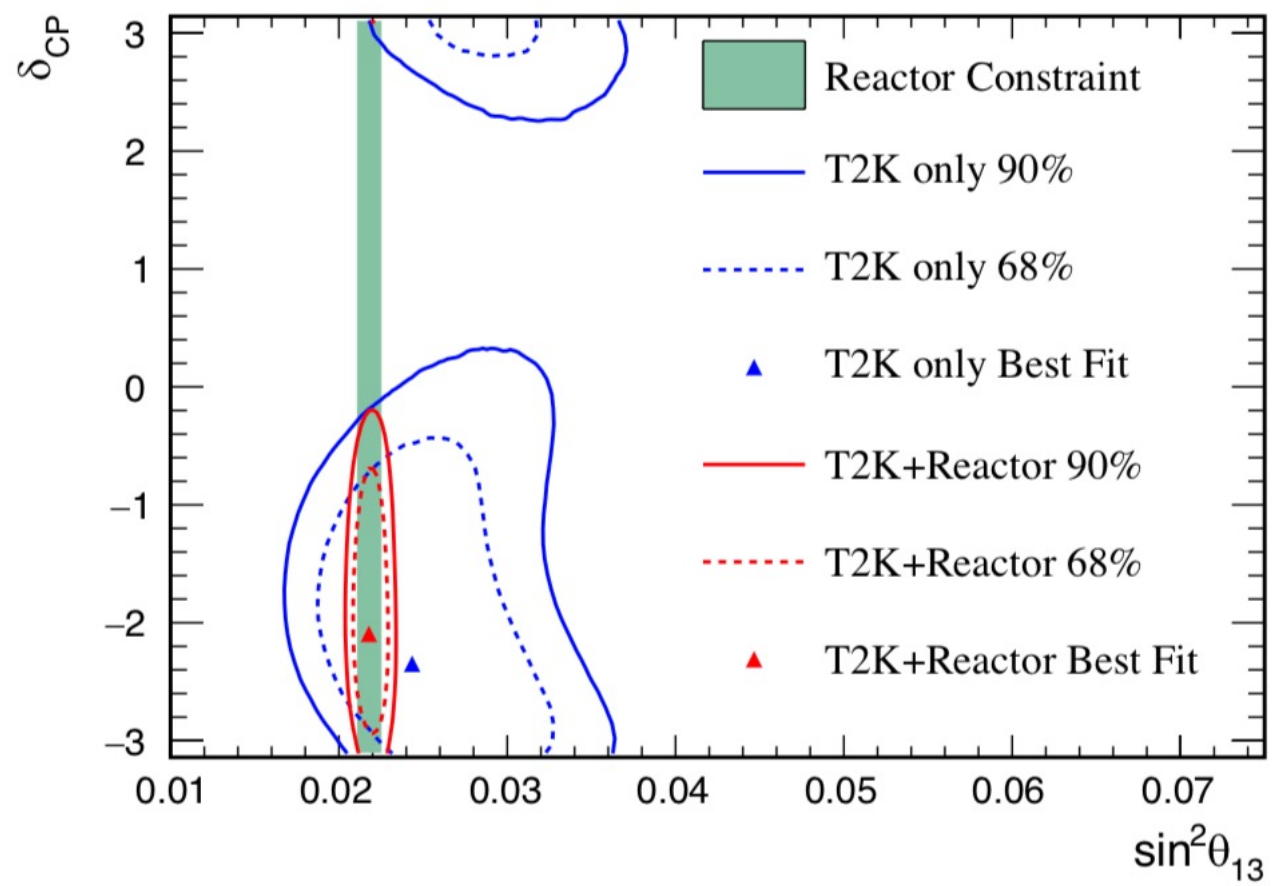 δCP
3
2
1
0
−1
−2
−3
Reactor Constraint
T2K only 90%
T2K only 68%
T2K only Best Fit
T2K+Reactor 90%
T2K+Reactor 68%
T2K+Reactor Best Fit
0.01 0.02 0.03 0.04 0.05 0.06 0.07
sin²θ₁₃